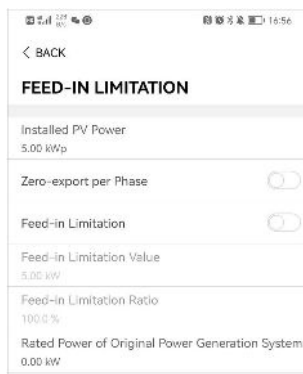 16:56
< BACK
FEED-IN LIMITATION
Installed PV Power
5.00 kWp
Zero-export per Phase
Feed-in Limitation
Feed-in Limitation Value
5.00 kW
Feed-in Limitation Ratio
100.0 %
Rated Power of Original Power Generation System
0.00 kW